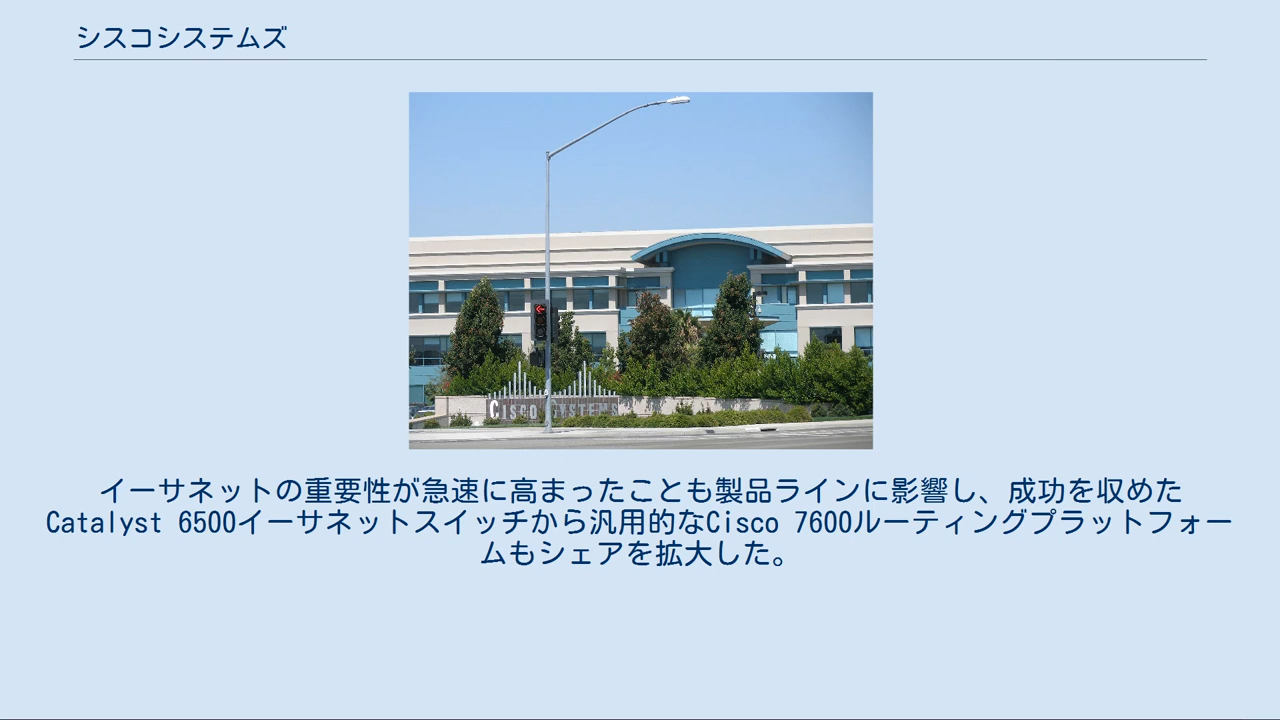 シスコシステムズ
CISCO SYSTEMS
イーサネットの重要性が急速に高まったことも製品ラインに影響し、成功を収めた
Catalyst 6500イーサネットスイッチから汎用的なCisco 7600ルーティングプラットフォー
ムもシェアを拡大した。